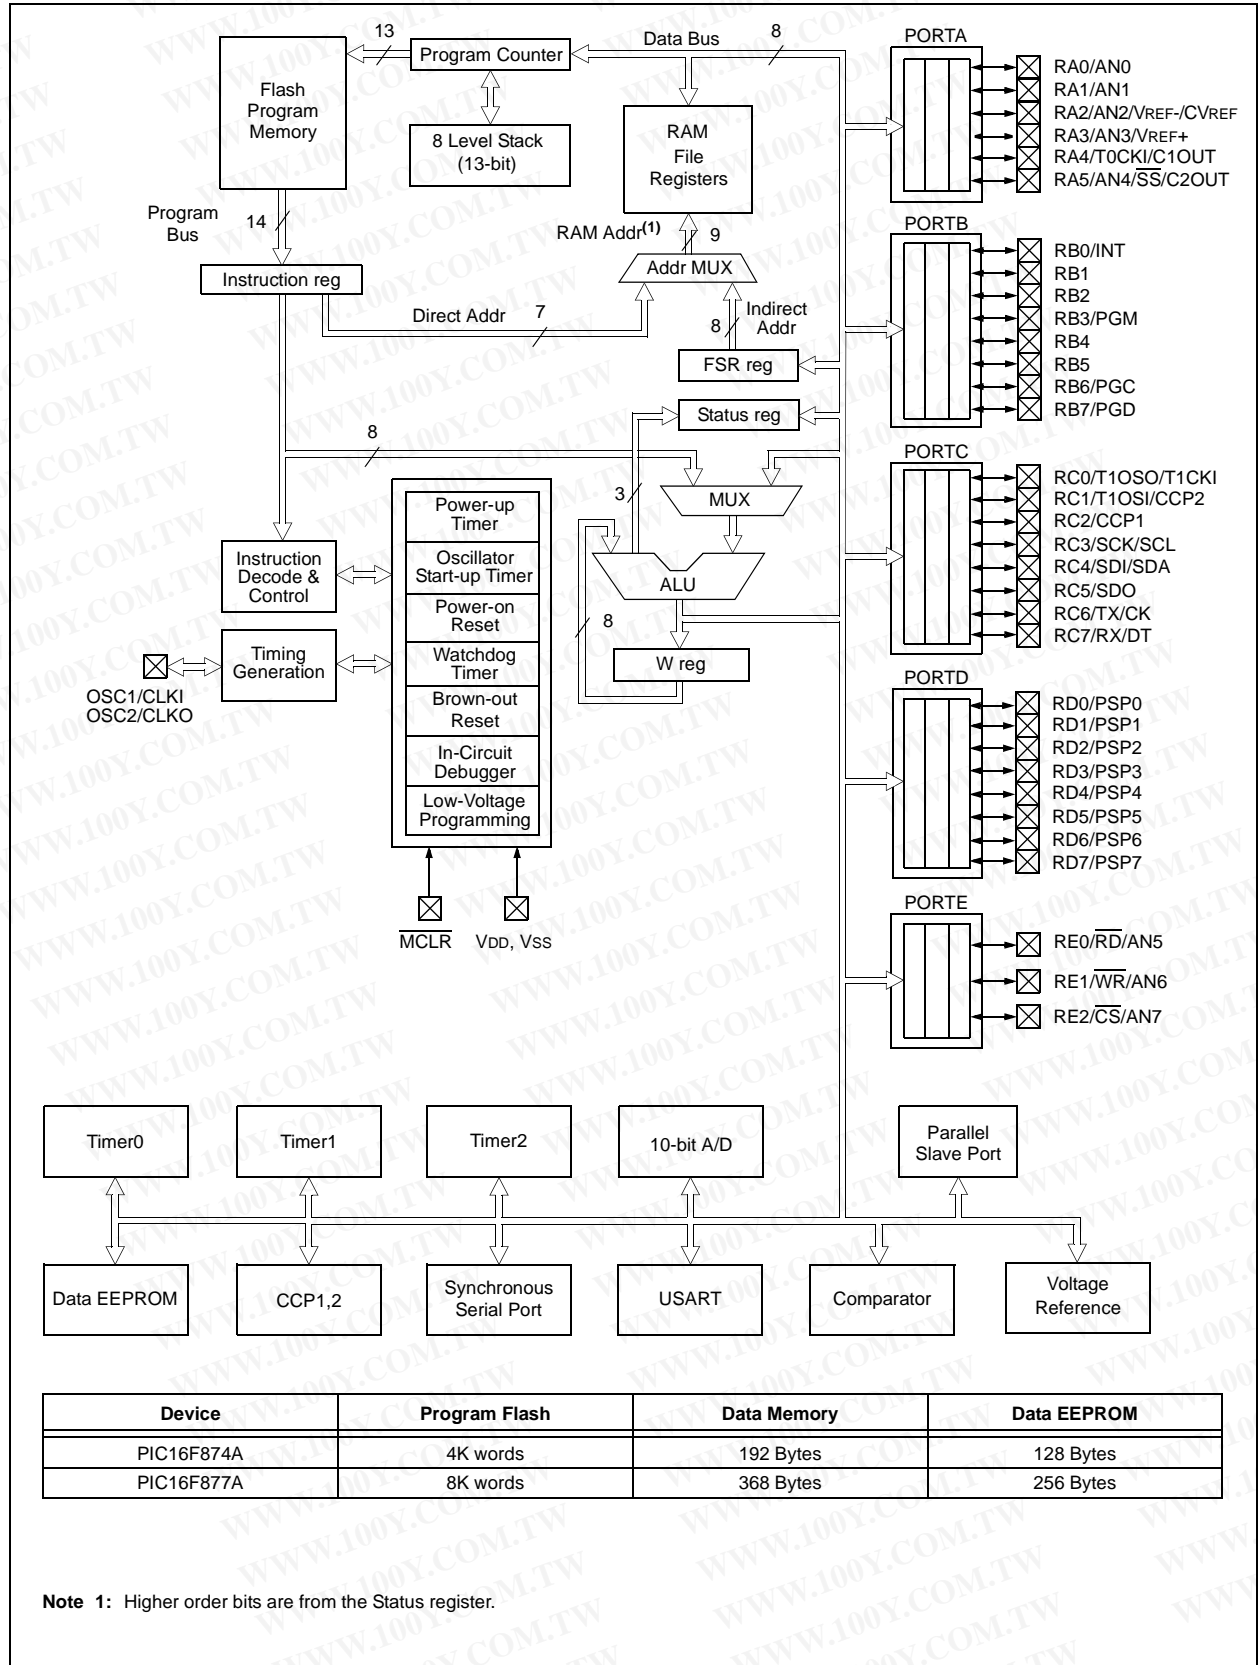 13
Program Counter
Data Bus
8
PORTA
Flash
Program
Memory
8 Level Stack
(13-bit)
RAM
File
Registers
RA0/AN0
RA1/AN1
RA2/AN2/VREF-/CVREF
RA3/AN3/VREF+
RA4/T0CKI/C1OUT
RA5/AN4/SS/C2OUT
Program
Bus
14
RAM Addr(1)
9
PORTB
Instruction reg
Addr MUX
Direct Addr
7
Indirect
Addr
8
FSR reg
Status reg
RB0/INT
RB1
RB2
RB3/PGM
RB4
RB5
RB6/PGC
RB7/PGD
8
PORTC
3
MUX
ALU
8
W reg
RC0/T1OSO/T1CKI
RC1/T1OSI/CCP2
RC2/CCP1
RC3/SCK/SCL
RC4/SDI/SDA
RC5/SDO
RC6/TX/CK
RC7/RX/DT
Power-up
Timer
Oscillator
Start-up Timer
Power-on
Reset
Watchdog
Timer
Brown-out
Reset
In-Circuit
Debugger
Low-Voltage
Programming
Instruction
Decode &
Control
Timing
Generation
OSC1/CLKI
OSC2/CLKO
MCLR
VDD, VSS
PORTD
RD0/PSP0
RD1/PSP1
RD2/PSP2
RD3/PSP3
RD4/PSP4
RD5/PSP5
RD6/PSP6
RD7/PSP7
PORTE
RE0/RD/AN5
RE1/WR/AN6
RE2/CS/AN7
Timer0
Timer1
Timer2
10-bit A/D
Parallel
Slave Port
Data EEPROM
CCP1,2
Synchronous
Serial Port
USART
Comparator
Voltage
Reference
Device Program Flash Data Memory Data EEPROM
PIC16F874A 4K words 192 Bytes 128 Bytes
PIC16F877A 8K words 368 Bytes 256 Bytes
Note 1: Higher order bits are from the Status register.
WWW.100Y.COM.TW